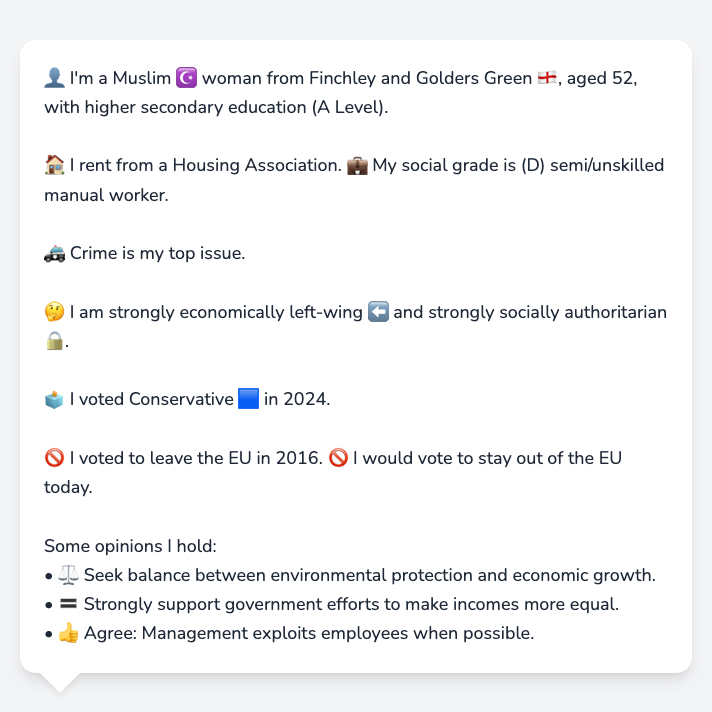 👤 I'm a Muslim ☪️ woman from Finchley and Golders Green 🏴󠁧󠁢󠁥󠁮󠁧󠁿, aged 52,
with higher secondary education (A Level).
🏠 I rent from a Housing Association. 💼 My social grade is (D) semi/unskilled
manual worker.
🚓 Crime is my top issue.
🤔 I am strongly economically left-wing ⬅️ and strongly socially authoritarian
🔒.
🗳️ I voted Conservative 🟦 in 2024.
🚫 I voted to leave the EU in 2016. 🚫 I would vote to stay out of the EU
today.
Some opinions I hold:
• ⚖️ Seek balance between environmental protection and economic growth.
• 🟰 Strongly support government efforts to make incomes more equal.
• 👍 Agree: Management exploits employees when possible.